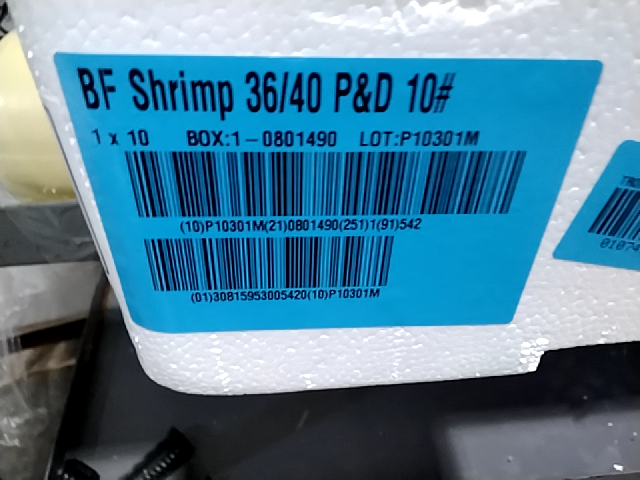 BF Shrimp 36/40 P&D 10#
1 x 10 BOX:1-0801490 LOT:P10301M
(10)P10301M(21)0801490(251)1(91)542
(01)30815953005420(10)P10301M